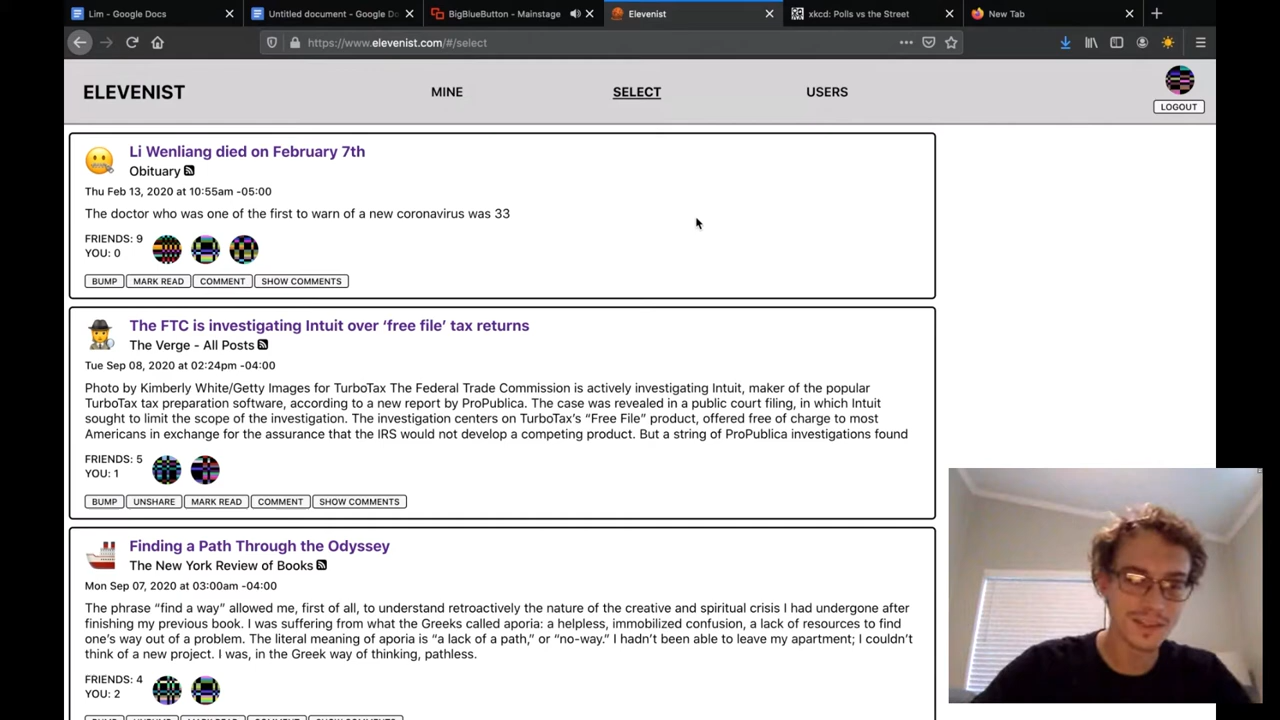 Lim - Google Docs
Untitled document - Google Do
BigBlueButton - Mainstage
Elevenist
xkcd: Polls vs the Street
New Tab
https://www.elevenist.com/#/select
ELEVENIST
MINE
SELECT
USERS
LOGOUT
Li Wenliang died on February 7th
Obituary
Thu Feb 13, 2020 at 10:55am -05:00
The doctor who was one of the first to warn of a new coronavirus was 33
FRIENDS: 9
YOU: 0
BUMP MARK READ COMMENT SHOW COMMENTS
The FTC is investigating Intuit over ‘free file’ tax returns
The Verge - All Posts
Tue Sep 08, 2020 at 02:24pm -04:00
Photo by Kimberly White/Getty Images for TurboTax The Federal Trade Commission is actively investigating Intuit, maker of the popular
TurboTax tax preparation software, according to a new report by ProPublica. The case was revealed in a public court filing, in which Intuit
sought to limit the scope of the investigation. The investigation centers on TurboTax’s “Free File” product, offered free of charge to most
Americans in exchange for the assurance that the IRS would not develop a competing product. But a string of ProPublica investigations found
FRIENDS: 5
YOU: 1
BUMP UNSHARE MARK READ COMMENT SHOW COMMENTS
Finding a Path Through the Odyssey
The New York Review of Books
Mon Sep 07, 2020 at 03:00am -04:00
The phrase “find a way” allowed me, first of all, to understand retroactively the nature of the creative and spiritual crisis I had undergone after
finishing my previous book. I was suffering from what the Greeks called aporia: a helpless, immobilized confusion, a lack of resources to find
one’s way out of a problem. The literal meaning of aporia is “a lack of a path,” or “no-way.” I hadn’t been able to leave my apartment; I couldn’t
think of a new project. I was, in the Greek way of thinking, pathless.
FRIENDS: 4
YOU: 2